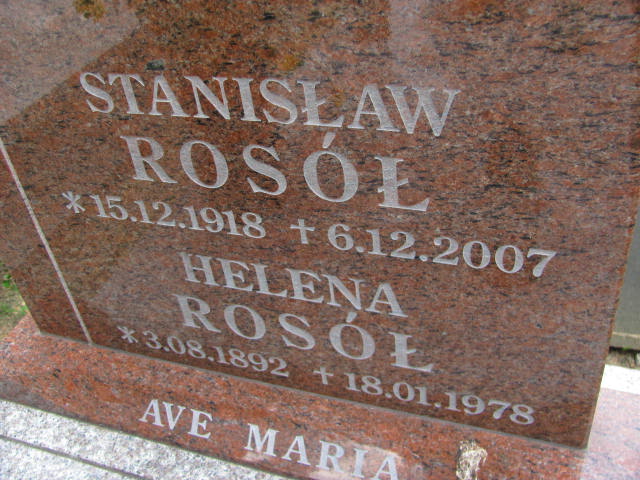 STANISŁAW
ROSÓŁ
* 15.12.1918 + 6.12.2007
HELENA
ROSÓŁ
* 3.08.1892 + 18.01.1978
AVE MARIA